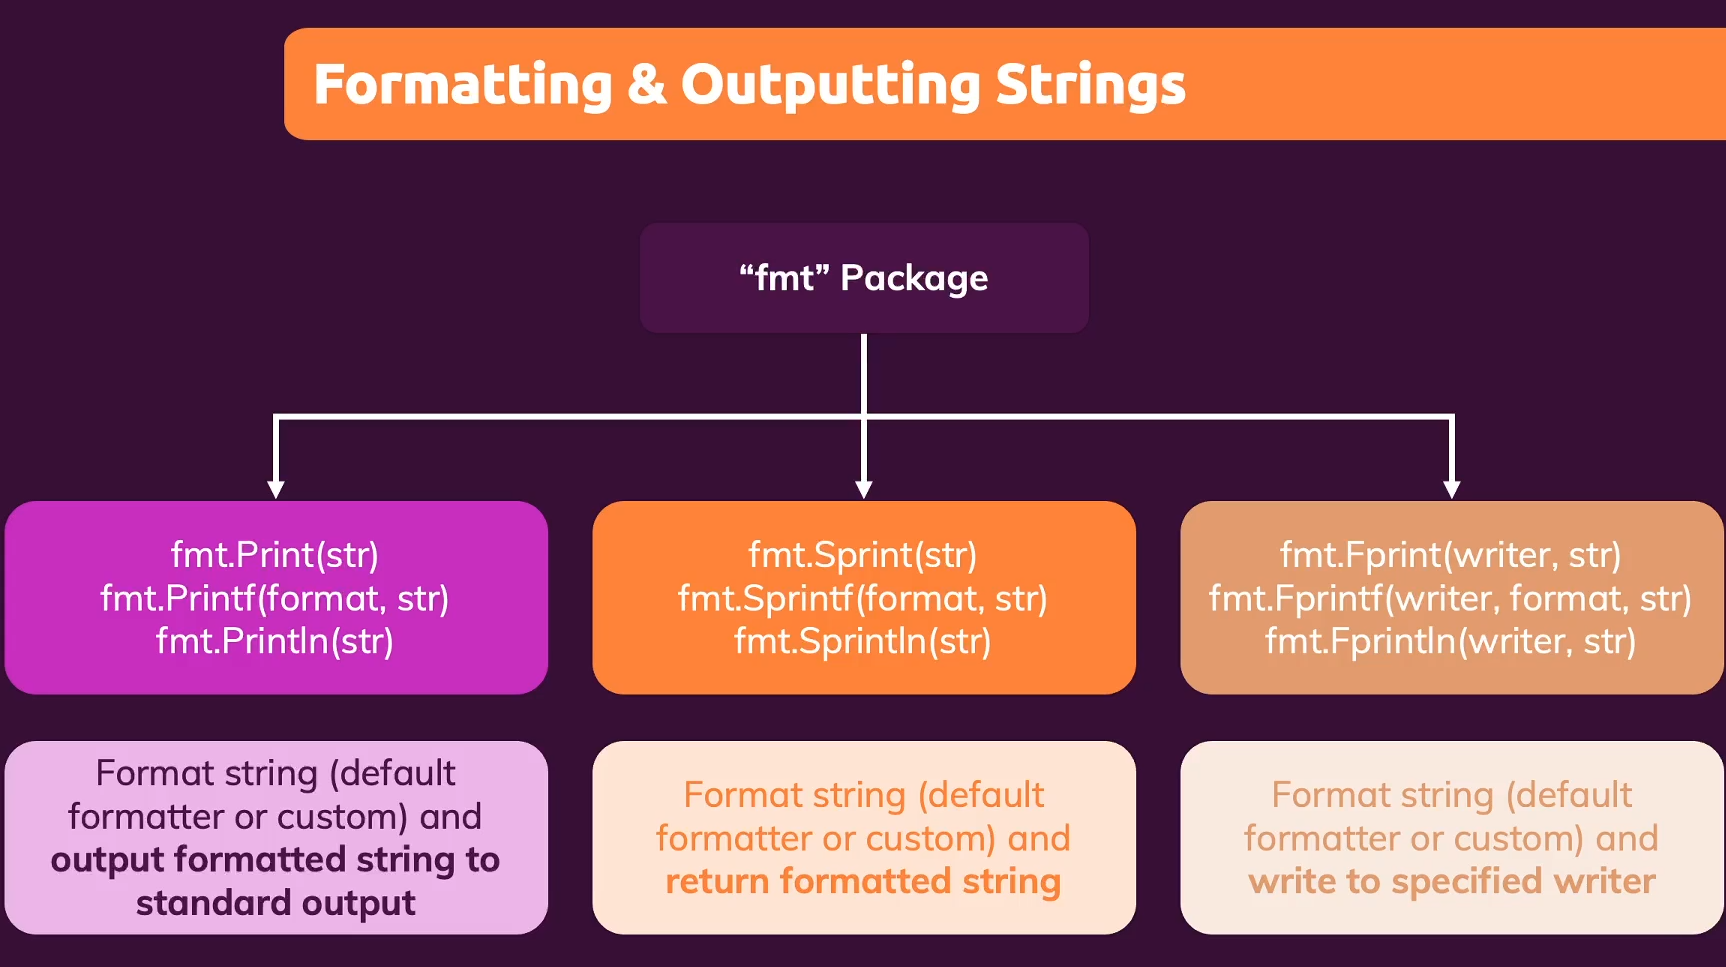 Formatting & Outputting Strings
“fmt” Package
fmt.Print(str)
fmt.Printf(format, str)
fmt.Println(str)
fmt.Sprint(str)
fmt.Sprintf(format, str)
fmt.Sprintln(str)
fmt.Fprint(writer, str)
fmt.Fprintf(writer, format, str)
fmt.Fprintln(writer, str)
Format string (default
formatter or custom) and
output formatted string to
standard output
Format string (default
formatter or custom) and
return formatted string
Format string (default
formatter or custom) and
write to specified writer